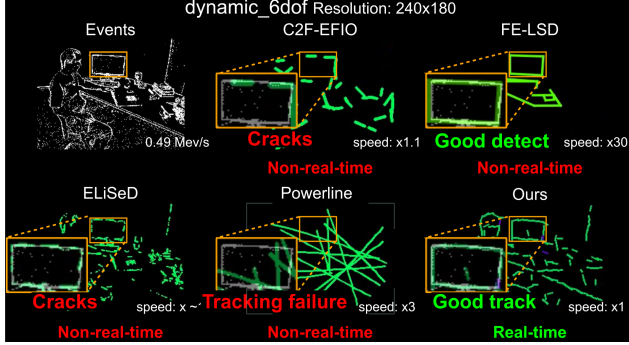 dynamic_6dof Resolution: 240x180
Events
C2F-EFIO
FE-LSD
0.49 Mev/s
Cracks
speed: x1.1
Good detect
speed: x30
Non-real-time
Non-real-time
ELiSeD
Powerline
Ours
Cracks
speed: x ~
Tracking failure
speed: x3
Good track
speed: x1
Non-real-time
Non-real-time
Real-time